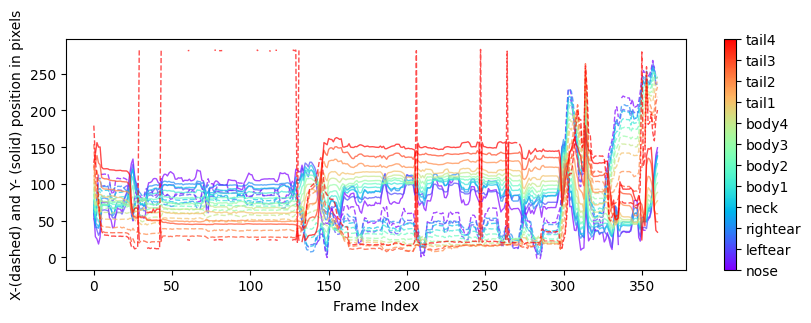 X-(dashed) and Y- (solid) position in pixels
250
200
150
100
50
0
0 50 100 150 200 250 300 350
Frame Index
tail4
tail3
tail2
tail1
body4
body3
body2
body1
neck
rightear
leftear
nose